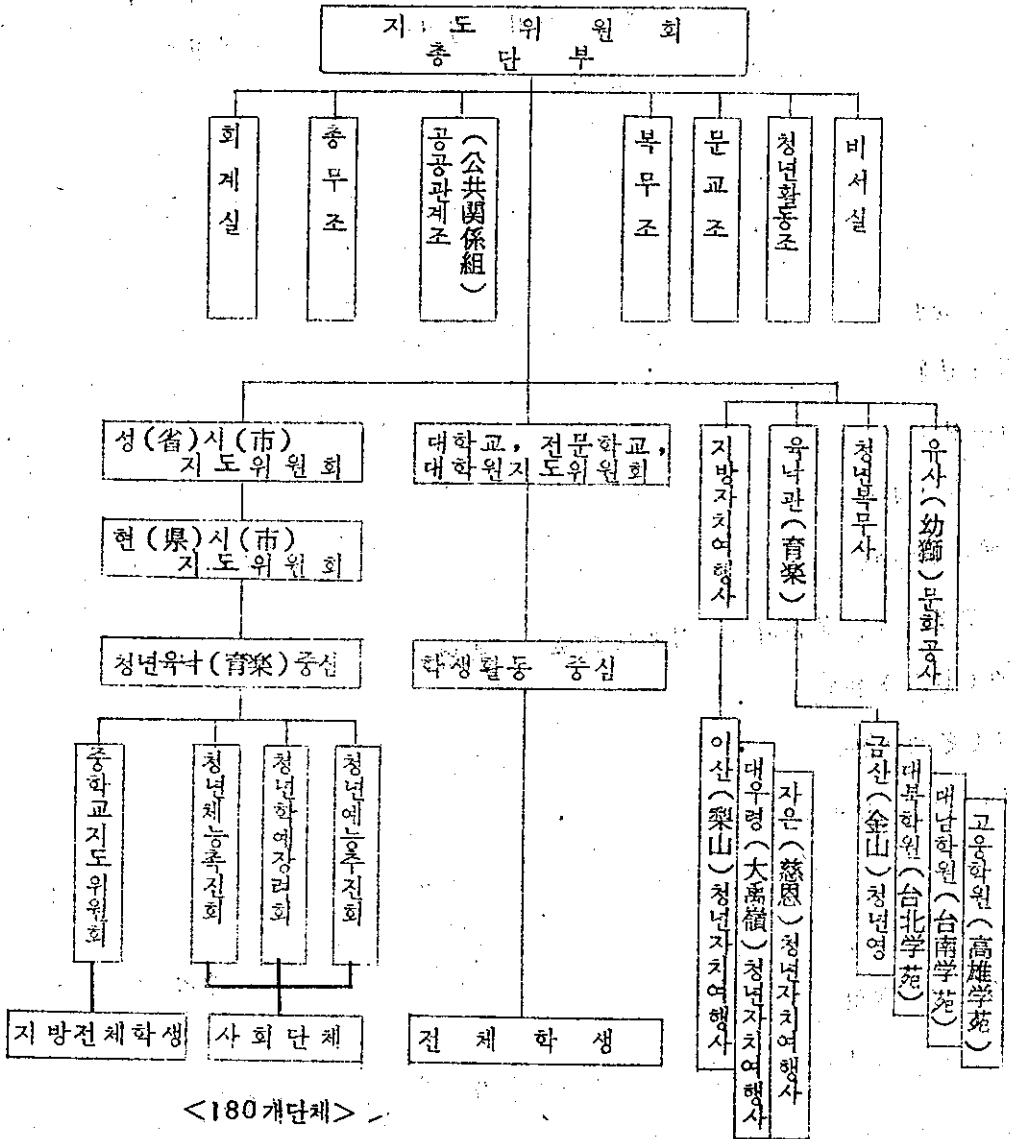 지 도 위 원 회
총 단 부
회계실
총무조
공공관계조
(公共関係組)
복무조
문교조
청년활동조
비서실
성(省)시(市)
지도위원회
대학교, 전문학교,
대학원지도위원회
지방자치여행사
육낙관(育楽)
청년복무사
유사(幼獅)문화공사
현(県)시(市)
지도위원회
청년육낙(育楽)중심
학생활동 중심
중학교지도위원회
청년체능촉진회
청년학예장려회
청년예능추진회
이산(梨山)청년자치여행사
대우령(大禹嶺)청년자치여행사
자은(慈恩)청년자치여행사
금산(金山)청년영
대북학원(台北学苑)
대남학원(台南学苑)
고웅학원(高雄学苑)
지방전체학생
사회단체
전 체 학 생
<180개단체>